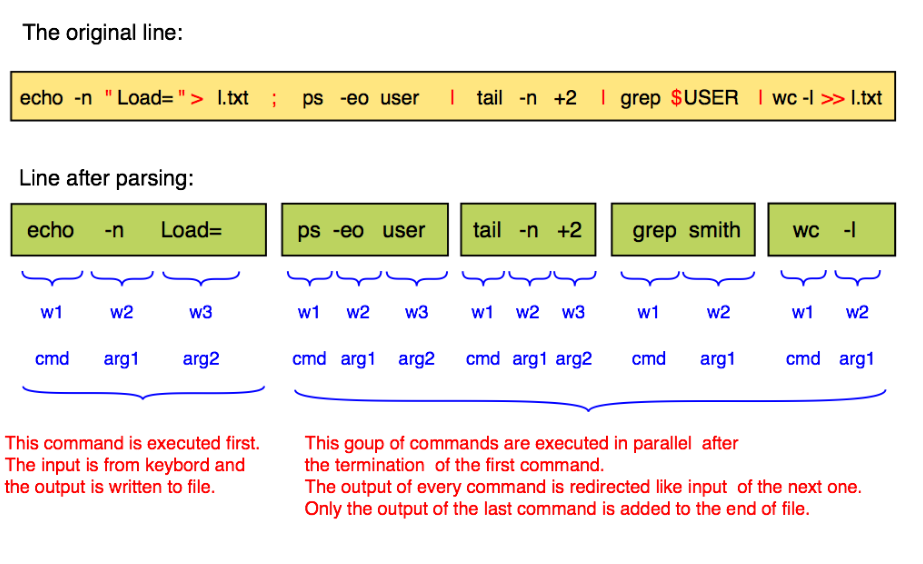 The original line:
echo -n " Load= " > l.txt ; ps -eo user | tail -n +2 | grep $USER | wc -l >> l.txt
Line after parsing:
echo -n Load= ps -eo user tail -n +2 grep smith wc -l
w1 w2 w3 w1 w2 w3 w1 w2 w3 w1 w2 w1 w2
cmd arg1 arg2 cmd arg1 arg2 cmd arg1 arg2 cmd arg1 cmd arg1
This command is executed first.
The input is from keybord and
the output is written to file.
This goup of commands are executed in parallel after
the termination of the first command.
The output of every command is redirected like input of the next one.
Only the output of the last command is added to the end of file.